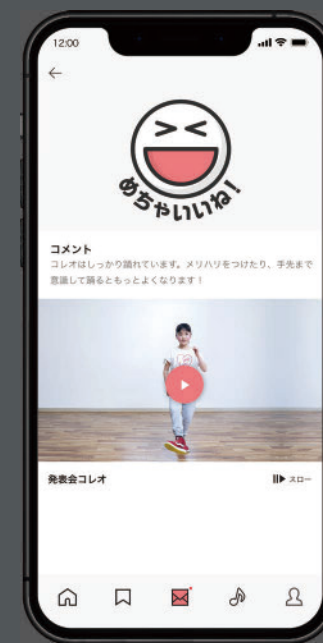 12:00
めちゃいいね!
コメント
コレオはしっかり踊れています。メリハリをつけたり、手先まで
意識して踊るともっとよくなります！
発表会コレオ
スロー